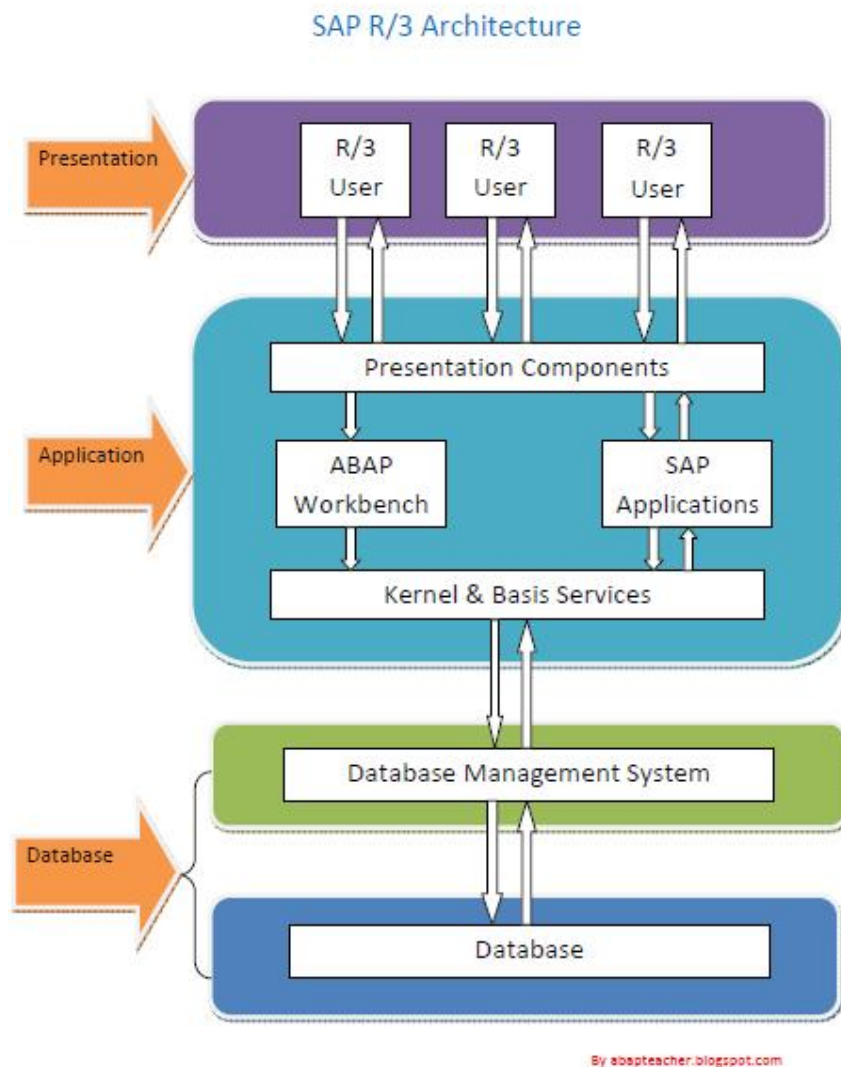 SAP R/3 Architecture
Presentation
R/3
User
R/3
User
R/3
User
Presentation Components
Application
ABAP
Workbench
SAP
Applications
Kernel & Basis Services
Database Management System
Database
Database
By abapteacher.blogspot.com